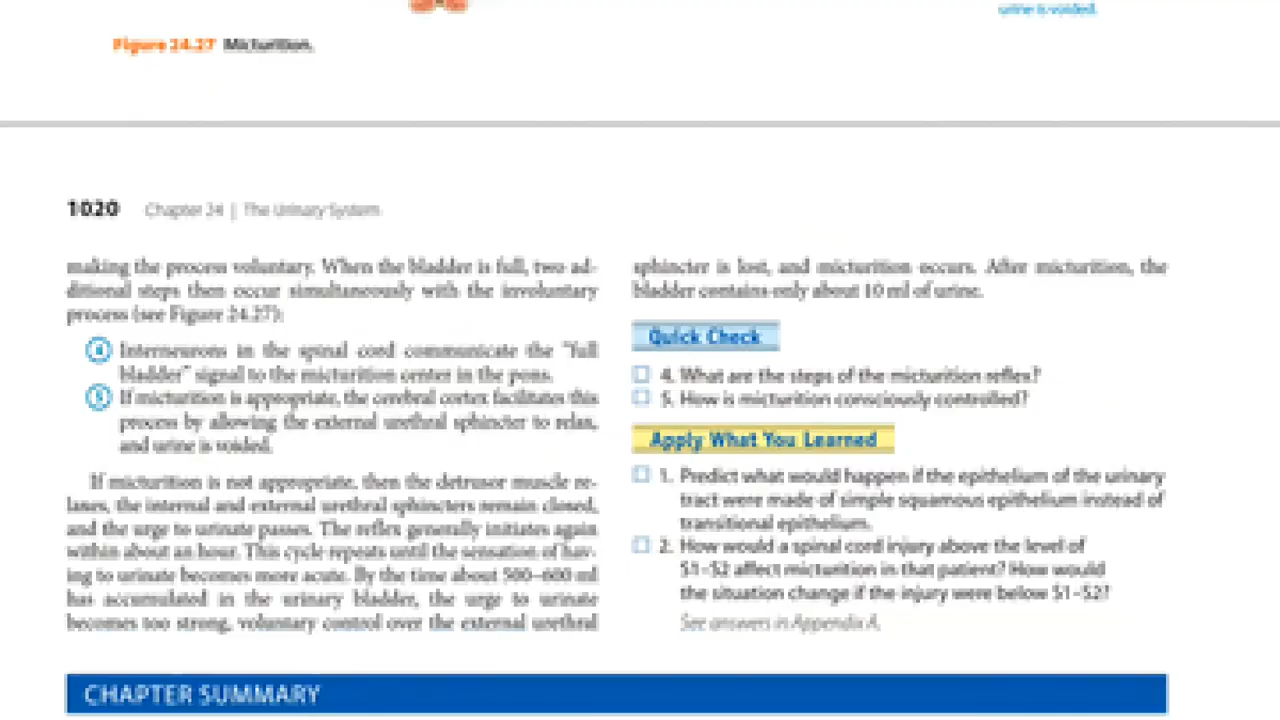 urine is voided.
Figure 24.27 Micturition.
1020 Chapter 24 | The Urinary System
making the process voluntary. When the bladder is full, two ad-
ditional steps then occur simultaneously with the involuntary
process (see Figure 24.27):
4 Interneurons in the spinal cord communicate the "full
bladder" signal to the micturition center in the pons.
5 If micturition is appropriate, the cerebral cortex facilitates this
process by allowing the external urethral sphincter to relax,
and urine is voided.
If micturition is not appropriate, then the detrusor muscle re-
laxes, the internal and external urethral sphincters remain closed,
and the urge to urinate passes. The reflex generally initiates again
within about an hour. This cycle repeats until the sensation of hav-
ing to urinate becomes more acute. By the time about 500–600 ml
has accumulated in the urinary bladder, the urge to urinate
becomes too strong, voluntary control over the external urethral
sphincter is lost, and micturition occurs. After micturition, the
bladder contains only about 10 ml of urine.
Quick Check
4. What are the steps of the micturition reflex?
5. How is micturition consciously controlled?
Apply What You Learned
1. Predict what would happen if the epithelium of the urinary
tract were made of simple squamous epithelium instead of
transitional epithelium.
2. How would a spinal cord injury above the level of
S1–S2 affect micturition in that patient? How would
the situation change if the injury were below S1–S2?
See answers in Appendix A.
CHAPTER SUMMARY